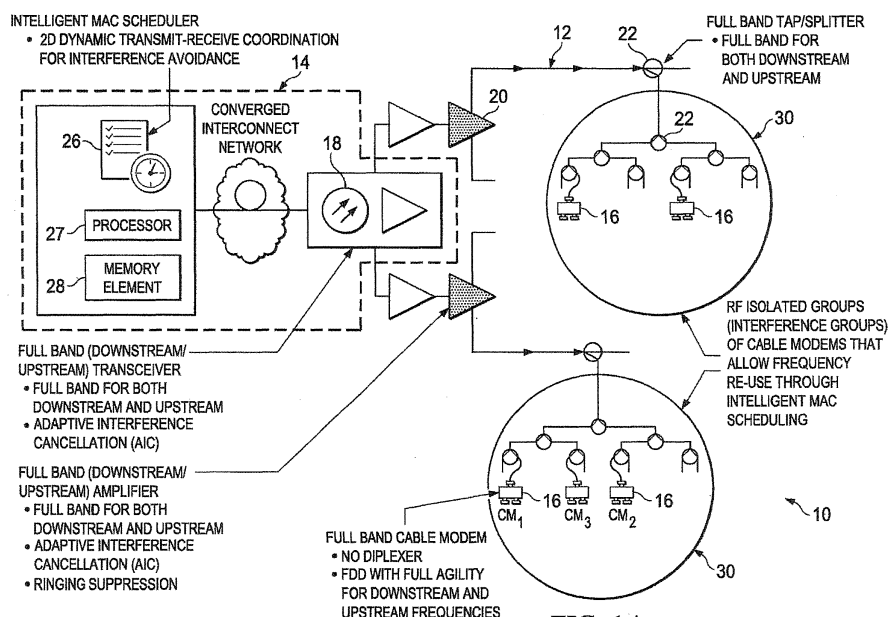 INTELLIGENT MAC SCHEDULER
• 2D DYNAMIC TRANSMIT-RECEIVE COORDINATION
FOR INTERFERENCE AVOIDANCE
14
26
CONVERGED
INTERCONNECT
NETWORK
18
27
PROCESSOR
28
MEMORY
ELEMENT
20
12
22
FULL BAND TAP/SPLITTER
• FULL BAND FOR
BOTH DOWNSTREAM
AND UPSTREAM
22
30
16
16
FULL BAND (DOWNSTREAM/
UPSTREAM) TRANSCEIVER
• FULL BAND FOR BOTH
DOWNSTREAM AND UPSTREAM
• ADAPTIVE INTERFERENCE
CANCELLATION (AIC)
FULL BAND (DOWNSTREAM/
UPSTREAM) AMPLIFIER
• FULL BAND FOR BOTH
DOWNSTREAM AND UPSTREAM
• ADAPTIVE INTERFERENCE
CANCELLATION (AIC)
• RINGING SUPPRESSION
RF ISOLATED GROUPS
(INTERFERENCE GROUPS)
OF CABLE MODEMS THAT
ALLOW FREQUENCY
RE-USE THROUGH
INTELLIGENT MAC
SCHEDULING
16
16
CM1
CM3
CM2
10
30
FULL BAND CABLE MODEM
• NO DIPLEXER
• FDD WITH FULL AGILITY
FOR DOWNSTREAM AND
UPSTREAM FREQUENCIES